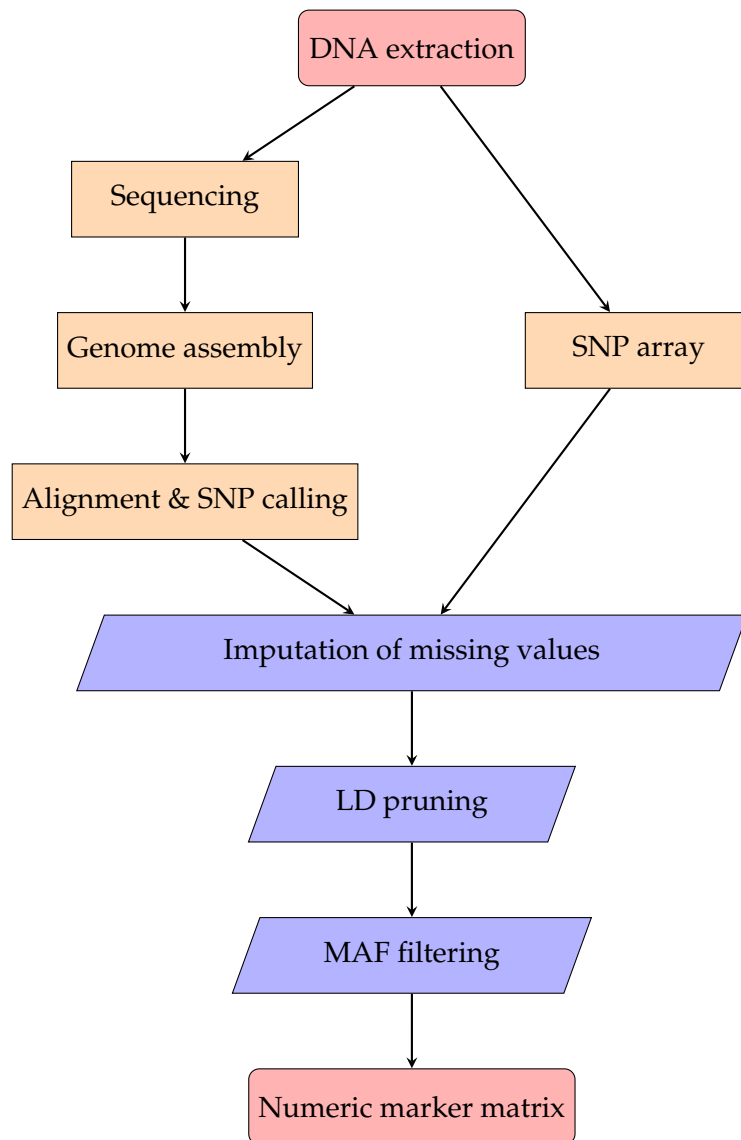 DNA extraction
Sequencing
Genome assembly
SNP array
Alignment & SNP calling
Imputation of missing values
LD pruning
MAF filtering
Numeric marker matrix